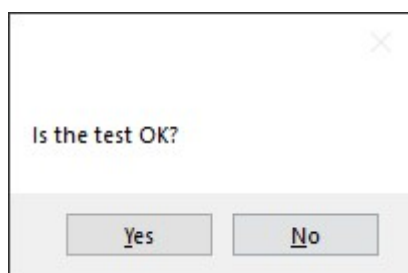 Is the test OK?
Yes No